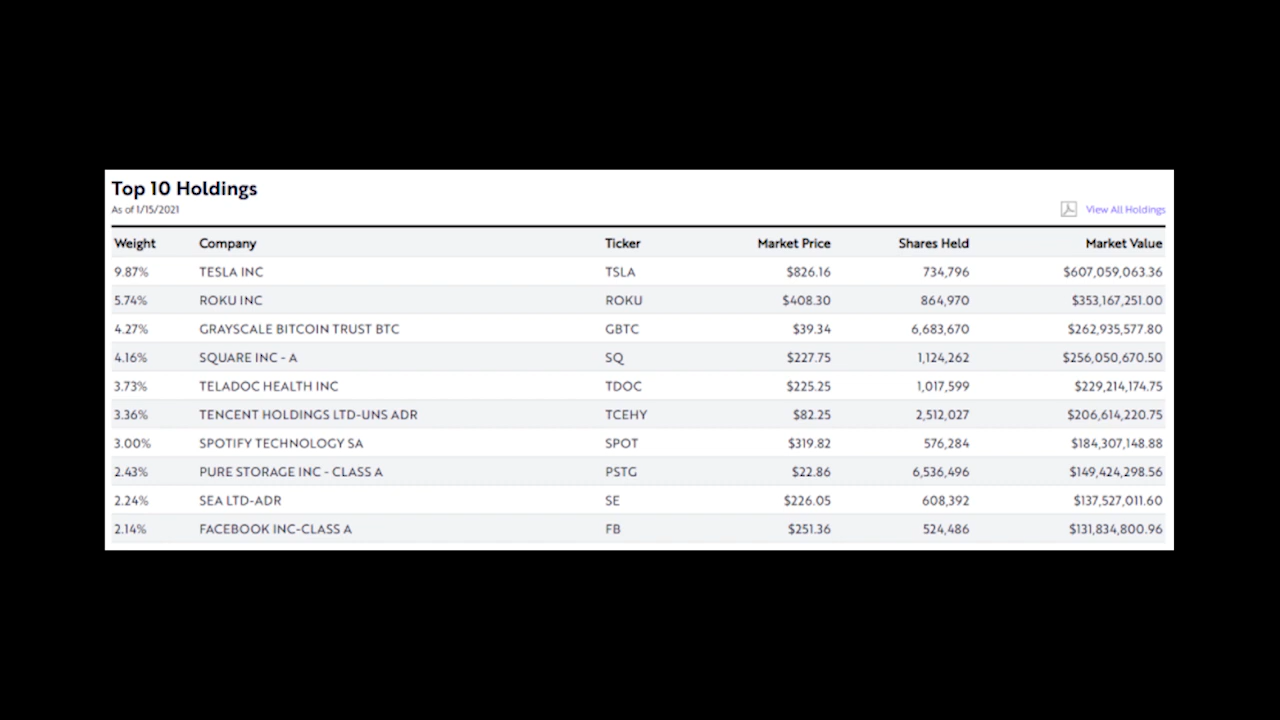 Top 10 Holdings
As of 1/15/2021
View All Holdings
Weight Company Ticker Market Price Shares Held Market Value
9.87% TESLA INC TSLA $826.16 734,796 $607,059,063.36
5.74% ROKU INC ROKU $408.30 864,970 $353,167,251.00
4.27% GRAYSCALE BITCOIN TRUST BTC GBTC $39.34 6,683,670 $262,935,577.80
4.16% SQUARE INC - A SQ $227.75 1,124,262 $256,050,670.50
3.73% TELADOC HEALTH INC TDOC $225.25 1,017,599 $229,214,174.75
3.36% TENCENT HOLDINGS LTD-UNS ADR TCEHY $82.25 2,512,027 $206,614,220.75
3.00% SPOTIFY TECHNOLOGY SA SPOT $319.82 576,284 $184,307,148.88
2.43% PURE STORAGE INC - CLASS A PSTG $22.86 6,536,496 $149,424,298.56
2.24% SEA LTD-ADR SE $226.05 608,392 $137,527,011.60
2.14% FACEBOOK INC-CLASS A FB $251.36 524,486 $131,834,800.96